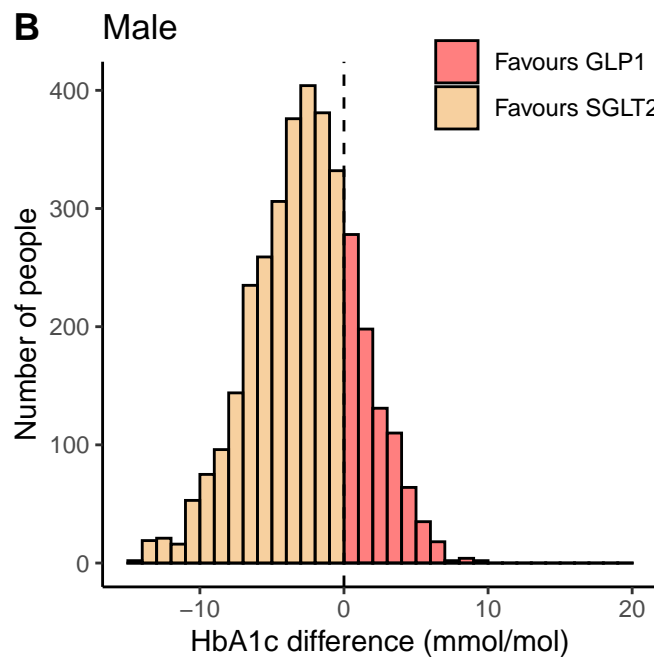 B Male
Favours GLP1
Favours SGLT2
400
300
200
100
0
Number of people
−10 0 10 20
HbA1c difference (mmol/mol)